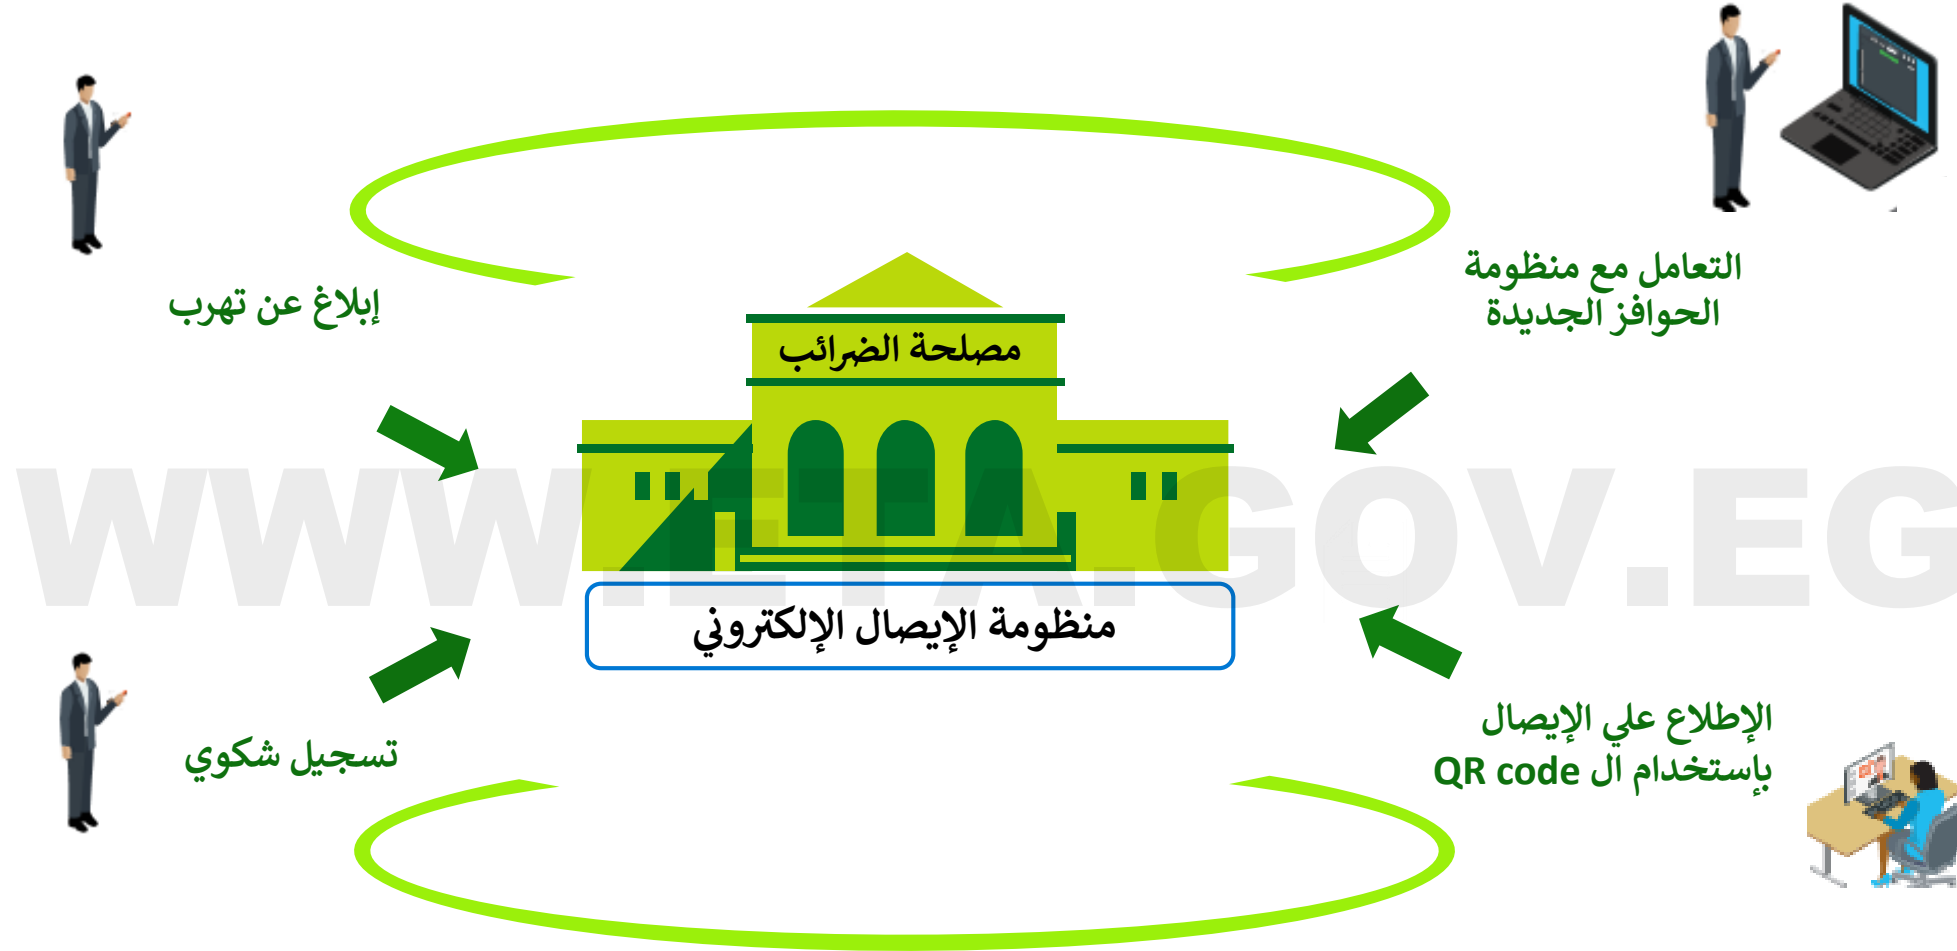 التعامل مع منظومة
الحوافز الجديدة
إبلاغ عن تهرب
مصلحة الضرائب
WWW.ETA.GOV.EG
منظومة الإيصال الإلكتروني
الإطلاع علي الإيصال
بإستخدام ال QR code
تسجيل شكوي